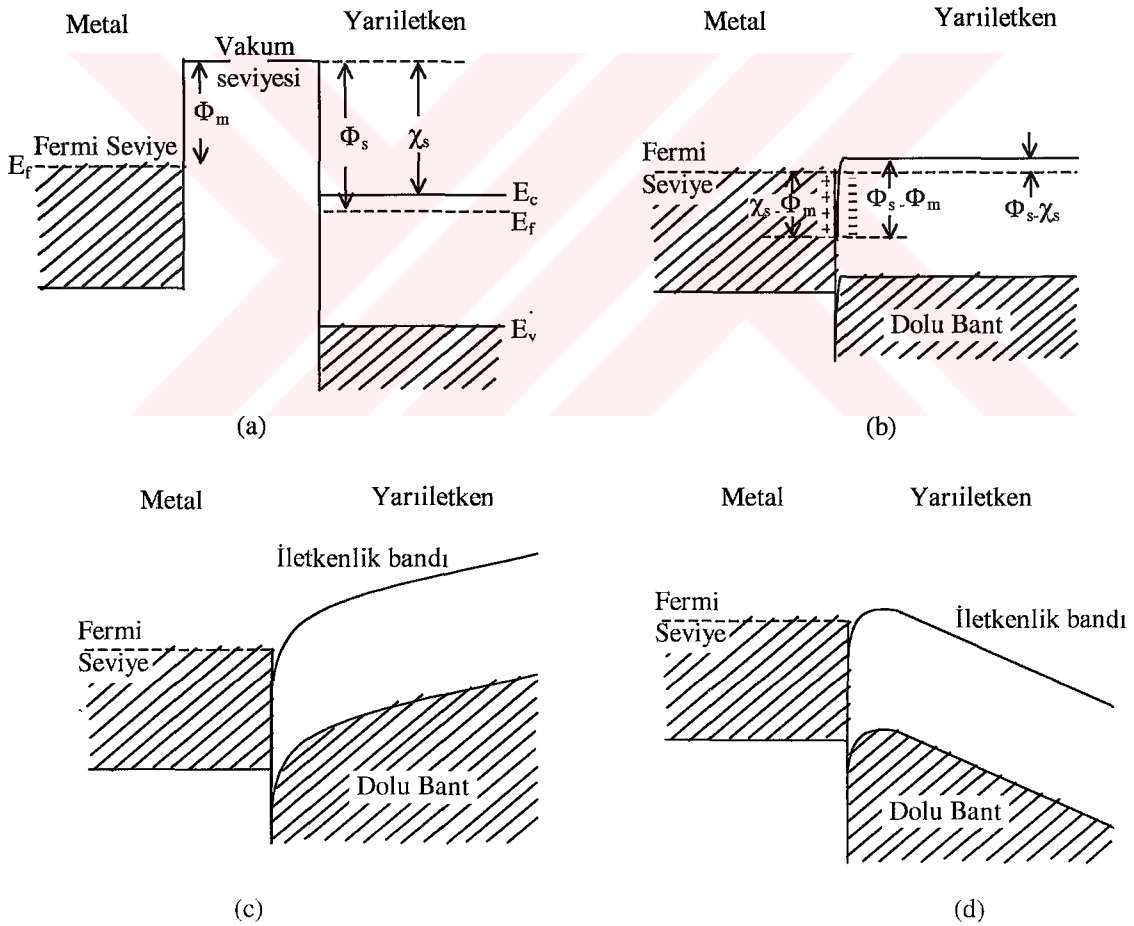 Metal
Yarıiletken
Vakum
seviyesi
Φm
Φs
χs
Fermi Seviye
Ef
Ec
Ef
Ev
(a)
Metal
Yarıiletken
Fermi
Seviye
χs-Φm
Φs-Φm
Φs-χs
Dolu Bant
(b)
Metal
Yarıiletken
İletkenlik bandı
Fermi
Seviye
Dolu Bant
(c)
Metal
Yarıiletken
Fermi
Seviye
İletkenlik bandı
Dolu Bant
(d)